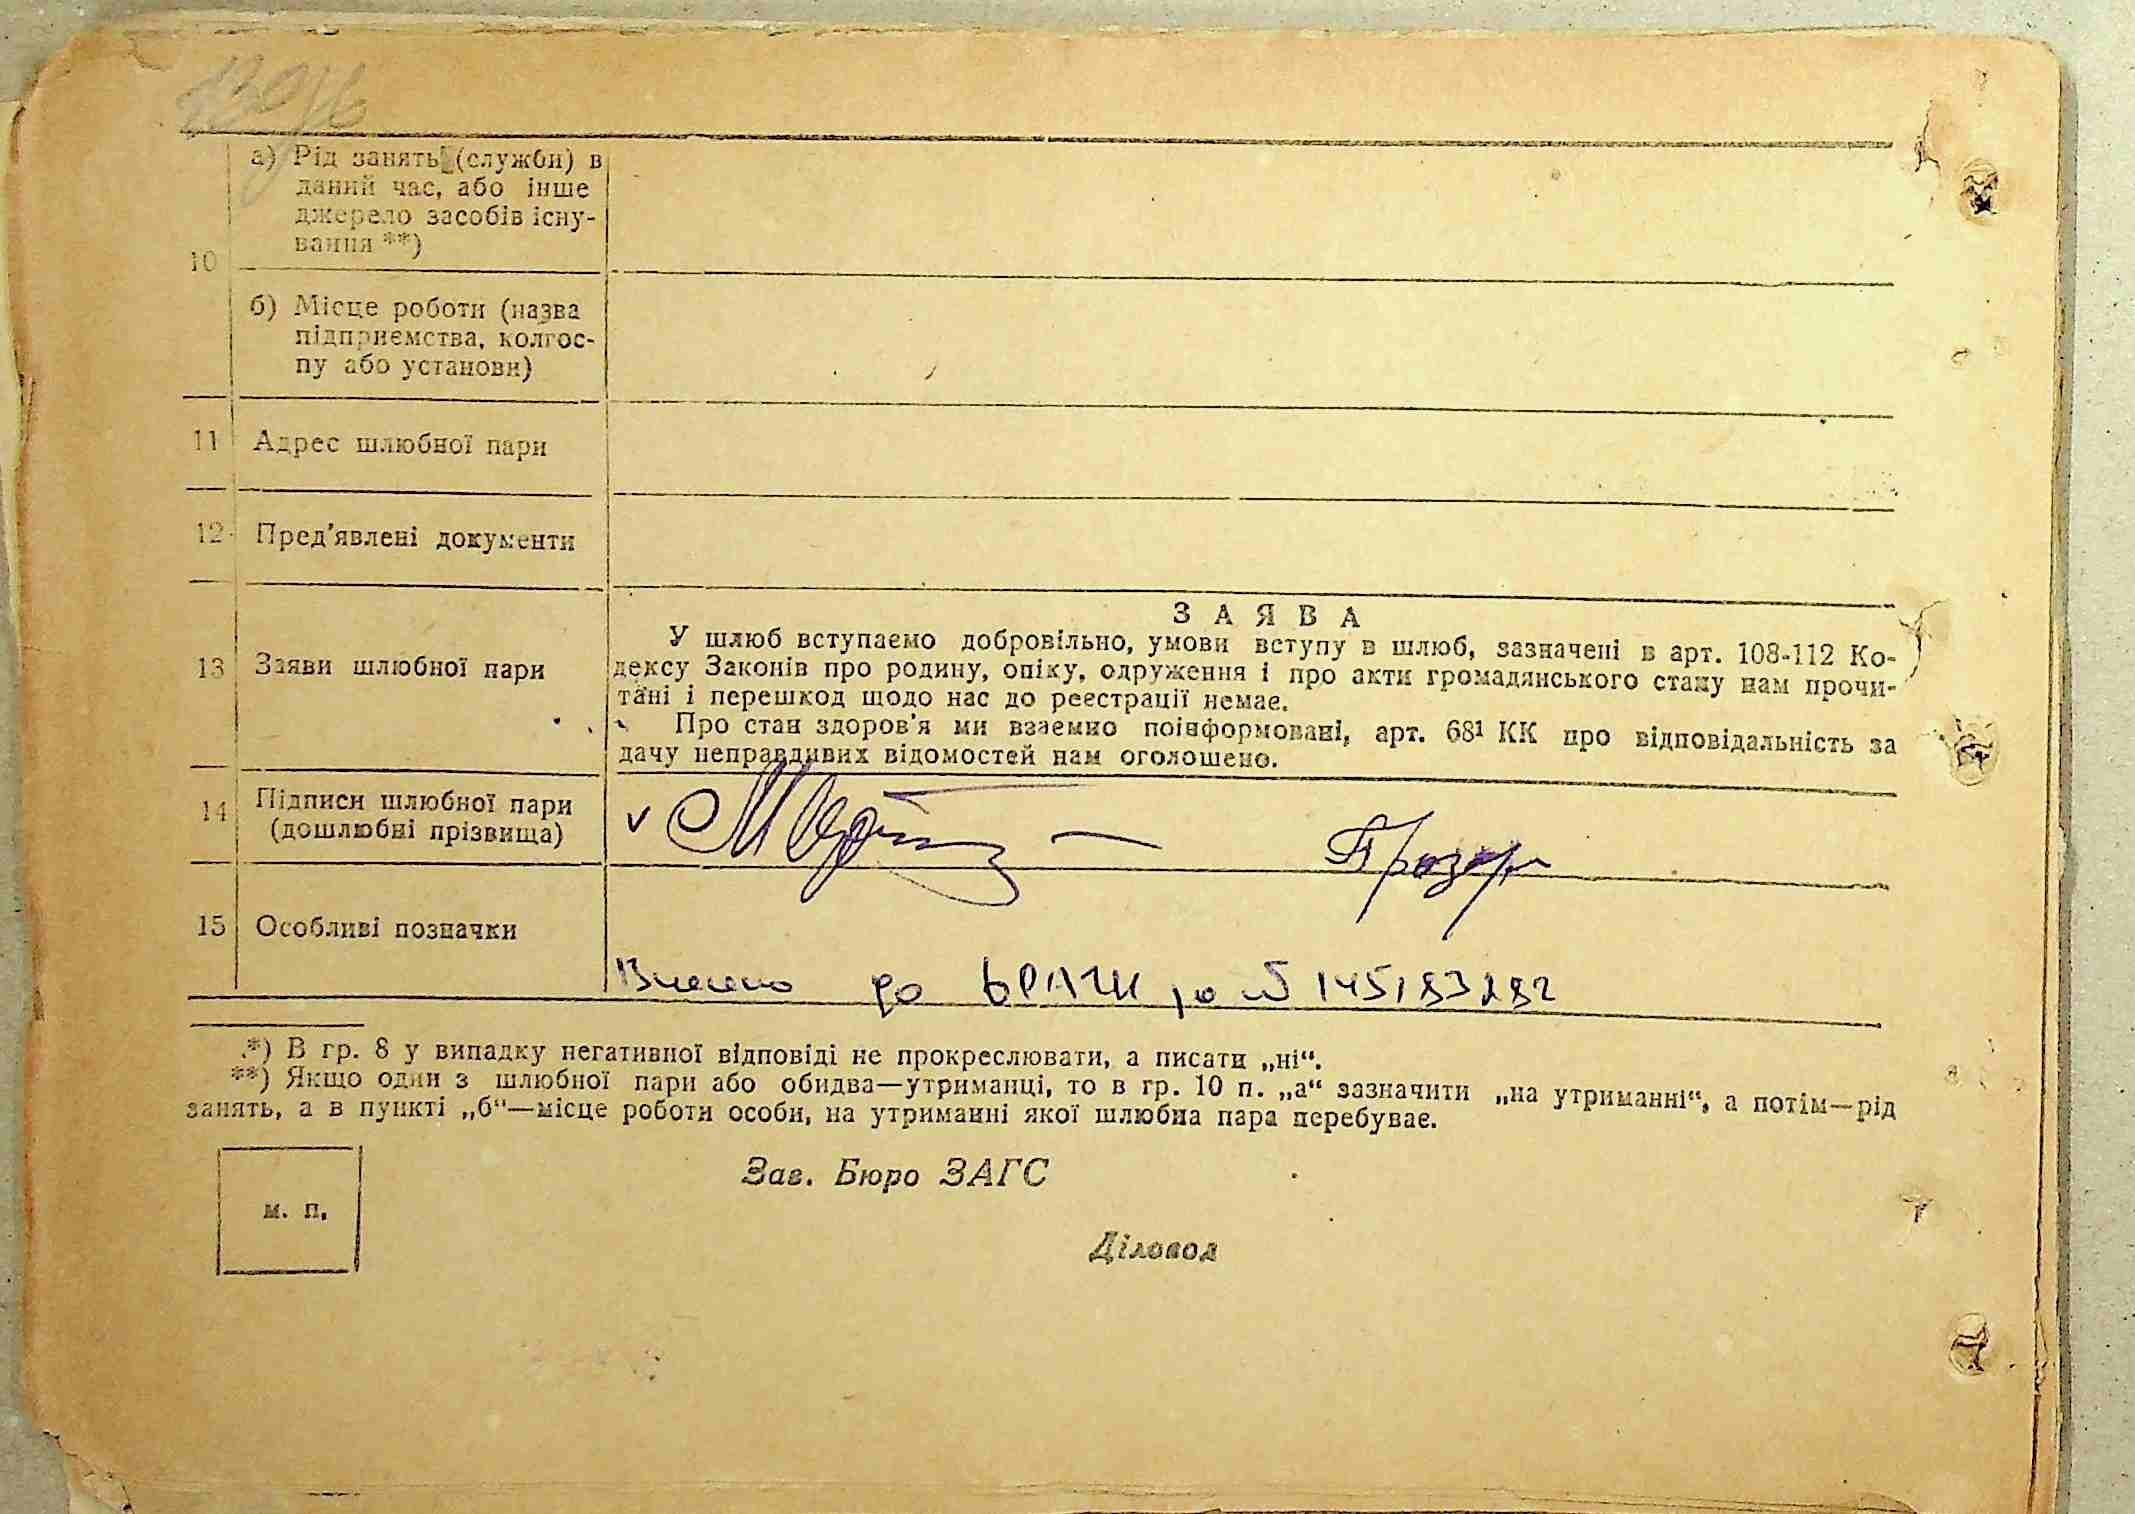 а) Рід занять (служби) в
даний час, або інше
джерело засобів існу-
вання **)
10
б) Місце роботи (назва
підприємства, колгос-
пу або установи)
11 Адрес шлюбної пари
12 Пред'явлені документи
З А Я В А
У шлюб вступаємо добровільно, умови вступу в шлюб, зазначені в арт. 108-112 Ко-
13 Заяви шлюбної пари
дексу Законів про родину, опіку, одруження і про акти громадянського стану нам прочи-
тані і перешкод щодо нас до реєстрації немає.
Про стан здоров'я ми взаємно поінформовані, арт. 68¹ КК про відповідальність за
дачу неправдивих відомостей нам оголошено.
14 Підписи шлюбної пари
(дошлюбні прізвища)
15 Особливі позначки
Внесено до ДРАЦС за № 145183282
*) В гр. 8 у випадку негативної відповіді не прокреслювати, а писати „ні“.
**) Якщо один з шлюбної пари або обидва—утриманці, то в гр. 10 п. „а“ зазначити „на утриманні“, а потім—рід
занять, а в пункті „б“—місце роботи особи, на утриманні якої шлюбна пара перебуває.
Зав. Бюро ЗАГС
м. п.
Діловод